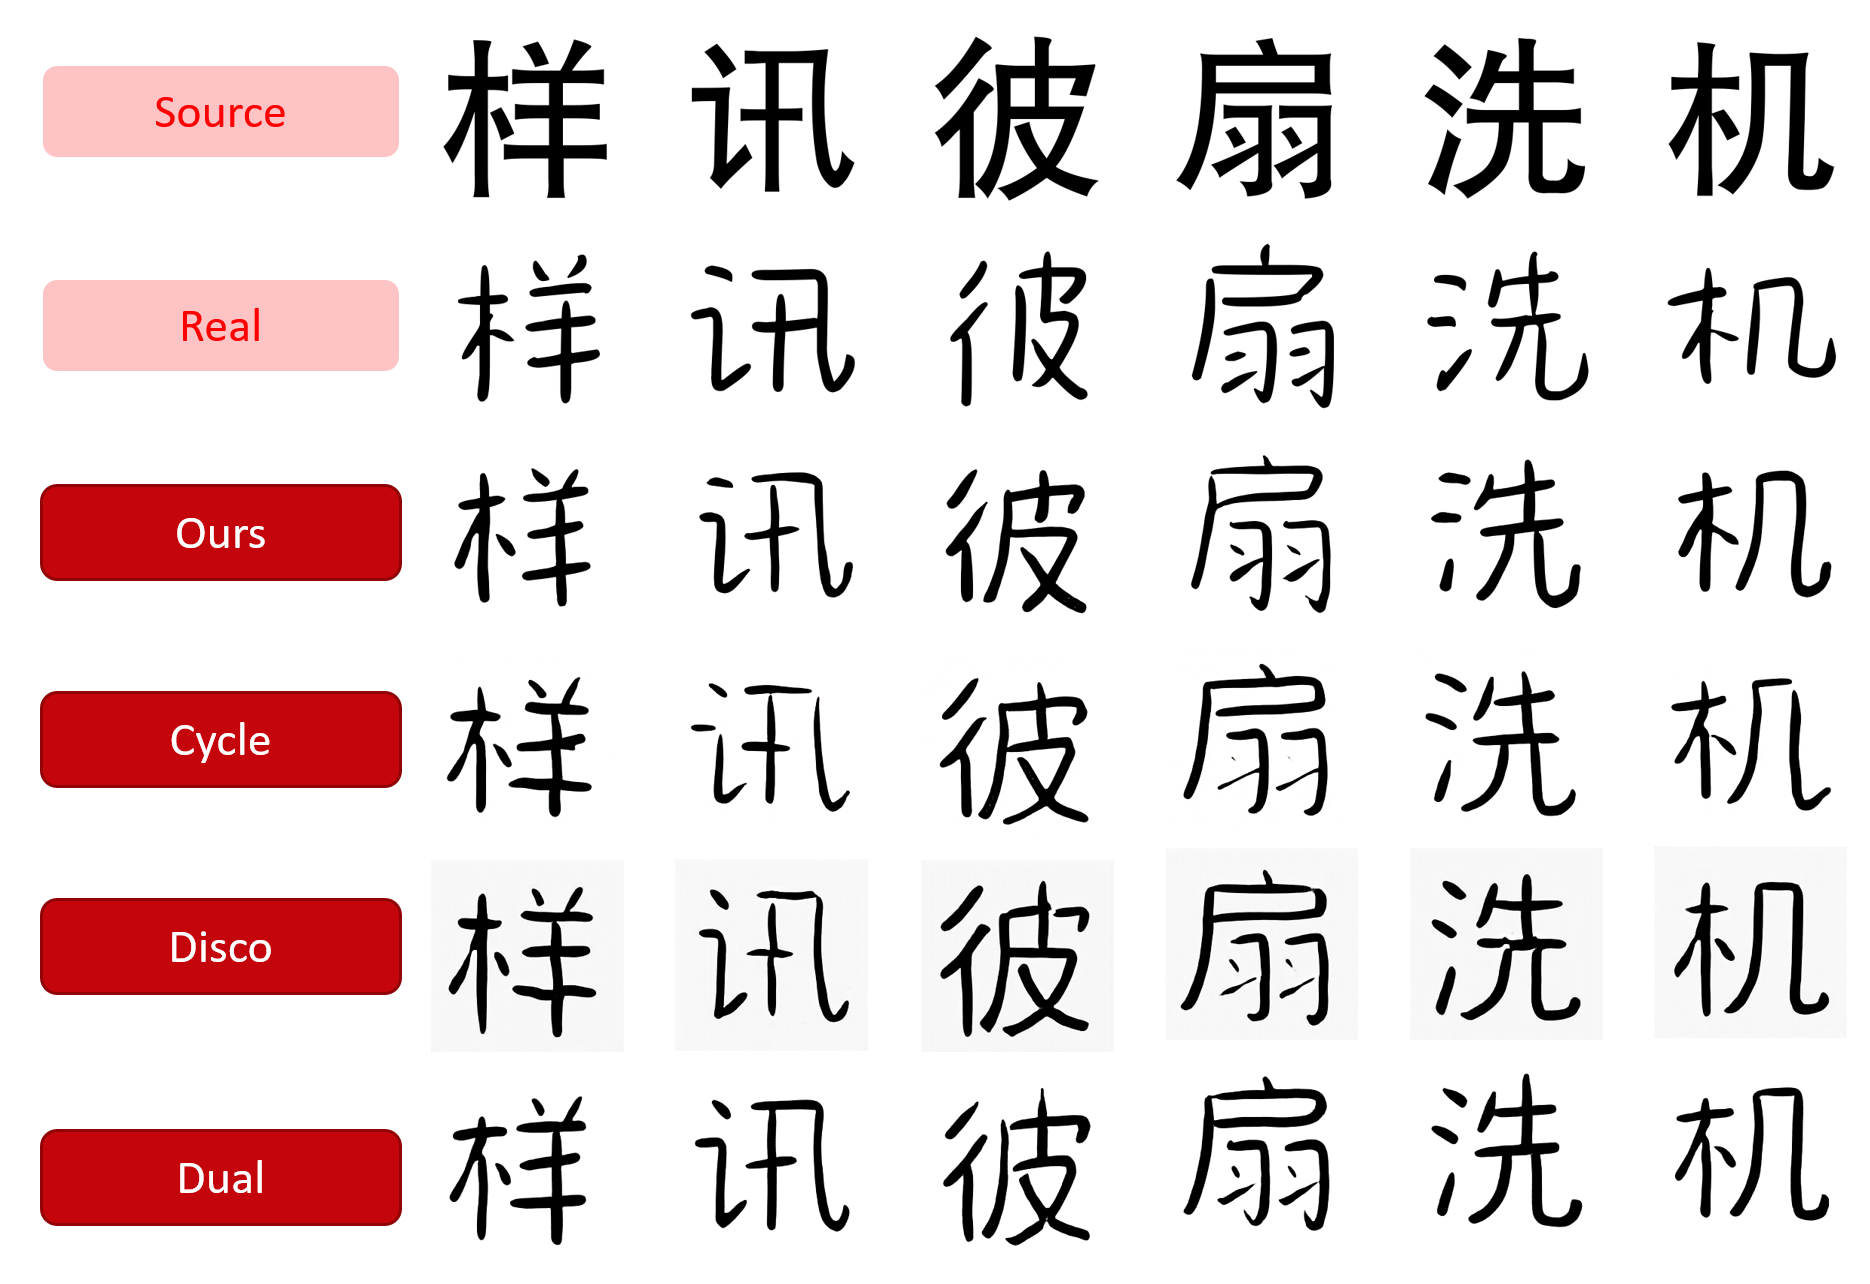 Source 样 讯 彼 扇 洗 机
Real 样 讯 彼 扇 洗 机
Ours 样 讯 彼 扇 洗 机
Cycle 样 讯 彼 扇 洗 机
Disco 样 讯 彼 扇 洗 机
Dual 样 讯 彼 扇 洗 机